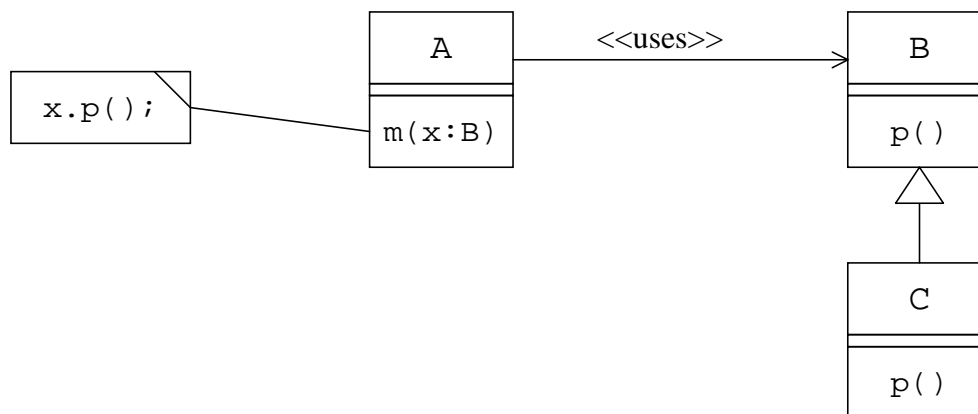 A
<<uses>>
B
x.p();
m(x:B)
p()
C
p()